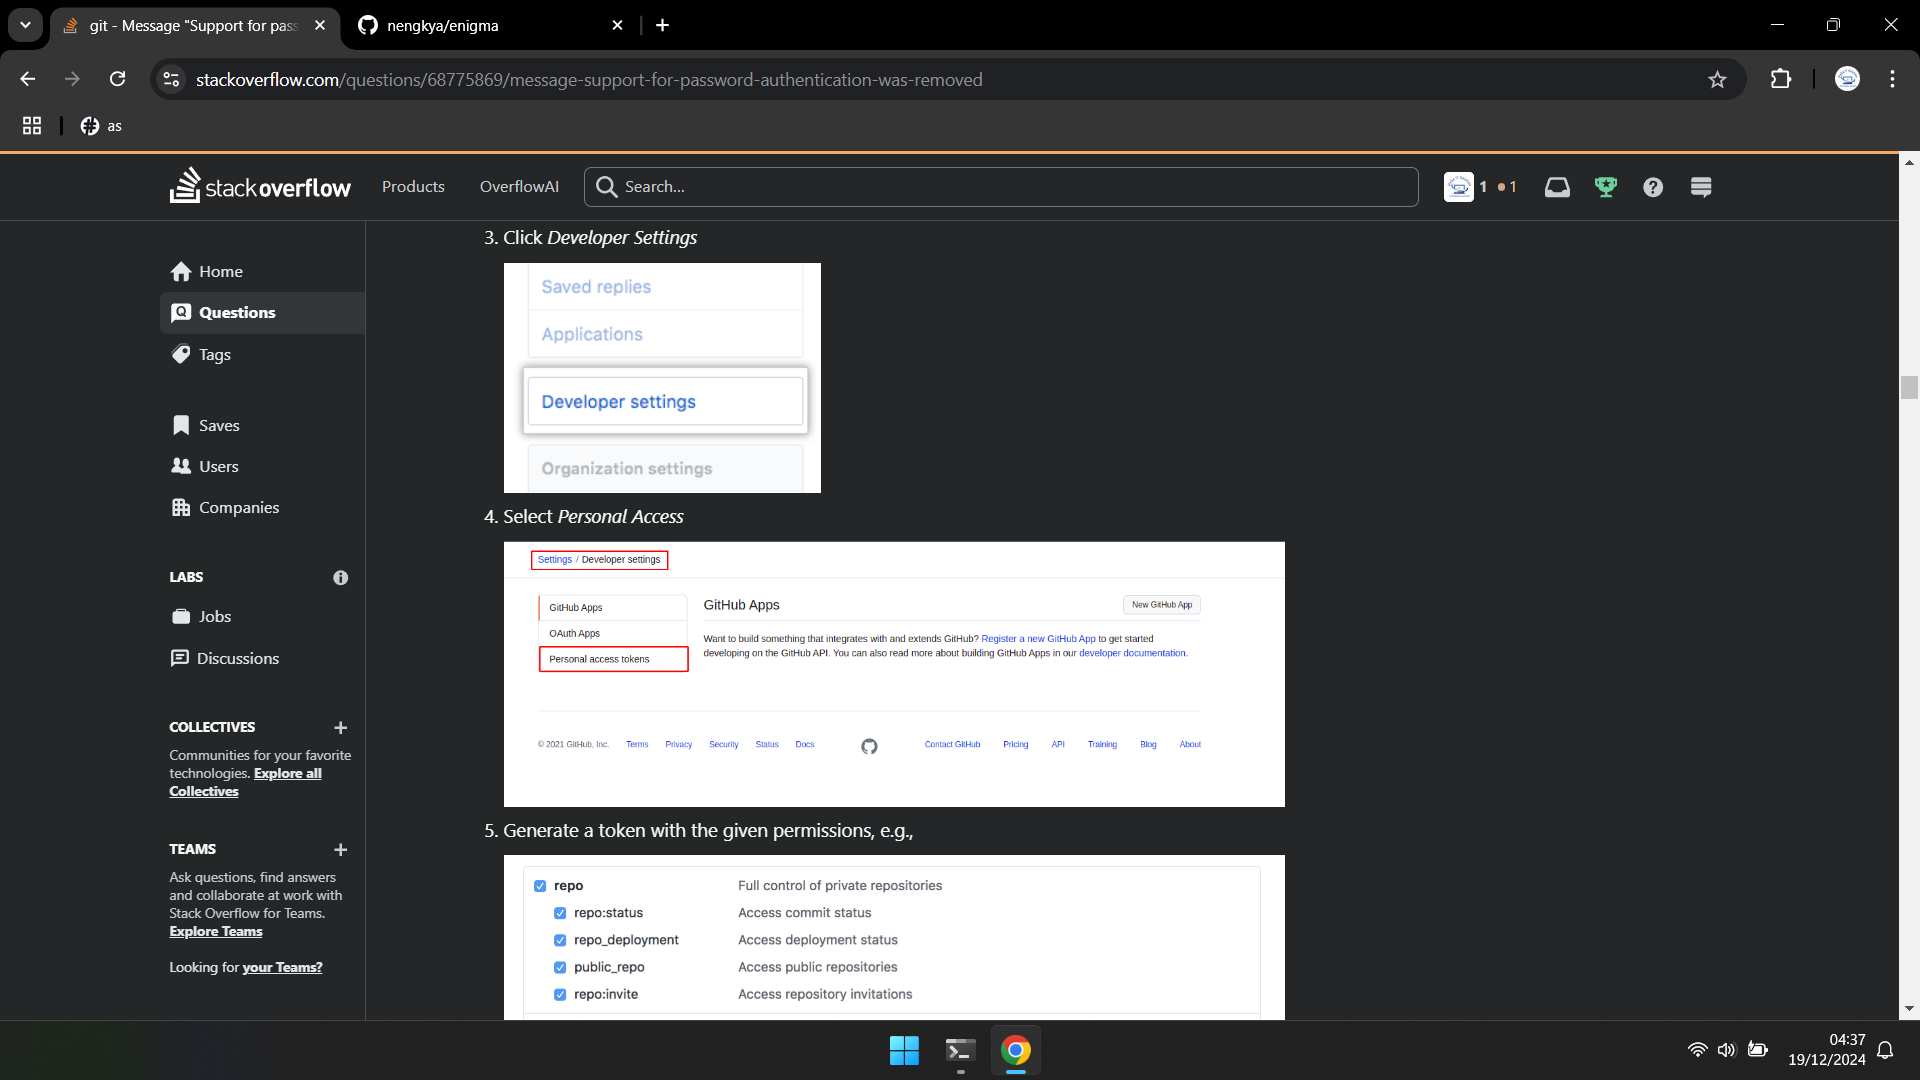 git - Message "Support for pass
nengkya/enigma
stackoverflow.com/questions/68775869/message-support-for-password-authentication-was-removed
as
stack overflow
Products
OverflowAI
Search...
1
1
Home
Questions
Tags
Saves
Users
Companies
LABS
Jobs
Discussions
COLLECTIVES
Communities for your favorite
technologies. Explore all
Collectives
TEAMS
Ask questions, find answers
and collaborate at work with
Stack Overflow for Teams.
Explore Teams
Looking for your Teams?
3. Click Developer Settings
Saved replies
Applications
Developer settings
Organization settings
4. Select Personal Access
Settings / Developer settings
GitHub Apps
OAuth Apps
Personal access tokens
GitHub Apps
New GitHub App
Want to build something that integrates with and extends GitHub? Register a new GitHub App to get started
developing on the GitHub API. You can also read more about building GitHub Apps in our developer documentation.
© 2021 GitHub, Inc. Terms Privacy Security Status Docs Contact GitHub Pricing API Training Blog About
5. Generate a token with the given permissions, e.g.,
repo Full control of private repositories
repo:status Access commit status
repo_deployment Access deployment status
public_repo Access public repositories
repo:invite Access repository invitations
04:37
19/12/2024